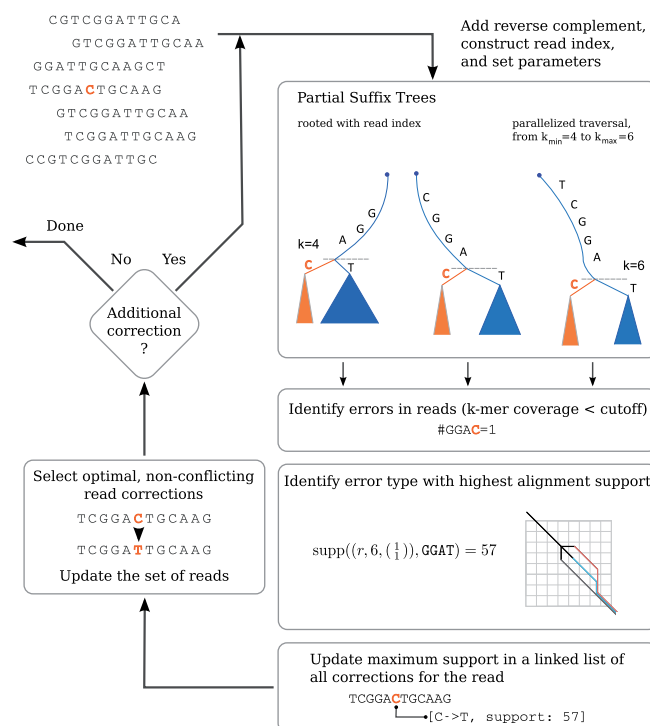 CGTCGGATTGCA
GTCGGATTGCAA
GGATTGCAAGCT
TCGGACTGCAAG
GTCGGATTGCAA
TCGGATTGCAAG
CCGTCGGATTGC
Add reverse complement,
construct read index,
and set parameters
Partial Suffix Trees
rooted with read index
parallelized traversal,
from kmin=4 to kmax=6
G
G
A
k=4
C
T
C
G
G
A
C
T
T
C
G
G
A
k=6
C
T
Done
No
Yes
Additional
correction
?
Identify errors in reads (k-mer coverage < cutoff)
#GGAC=1
Select optimal, non-conflicting
read corrections
TCGGACTGCAAG
TCGGATTGCAAG
Update the set of reads
Identify error type with highest alignment support
supp((r, 6, (1 1)), GGAT) = 57
Update maximum support in a linked list of
all corrections for the read
TCGGACTGCAAG
[C->T, support: 57]